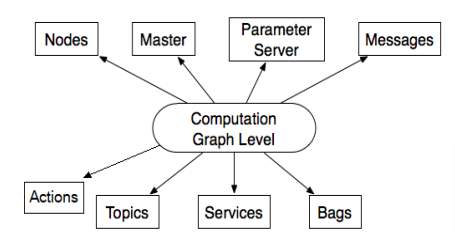 Nodes
Master
Parameter
Server
Messages
Computation
Graph Level
Actions
Topics
Services
Bags